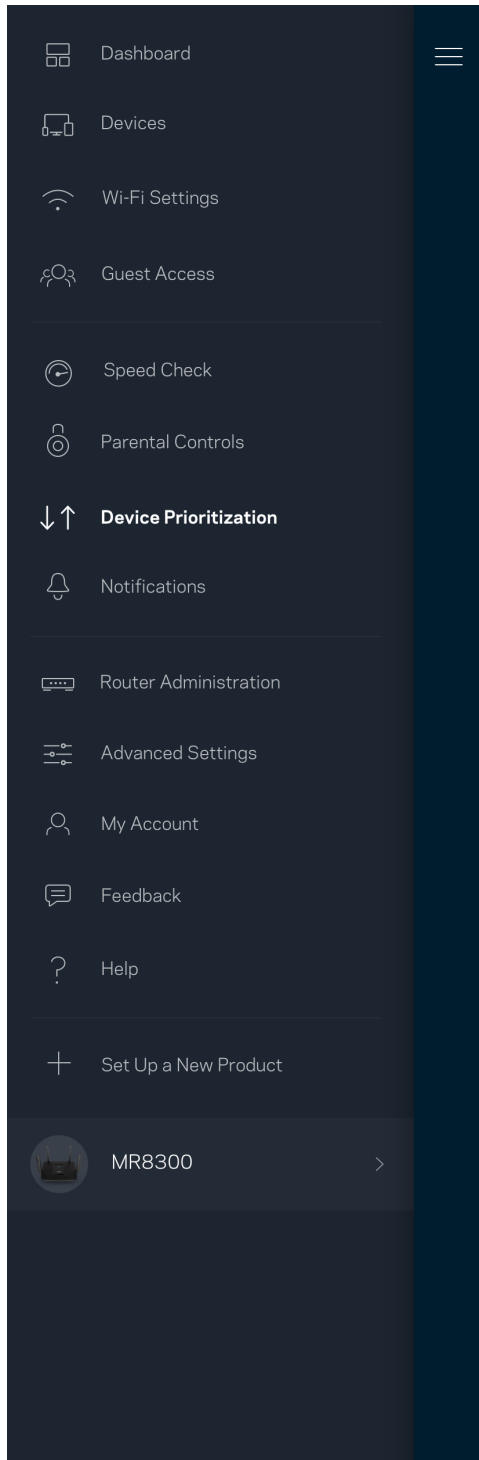 Dashboard
Devices
Wi-Fi Settings
Guest Access
Speed Check
Parental Controls
Device Prioritization
Notifications
Router Administration
Advanced Settings
My Account
Feedback
Help
Set Up a New Product
MR8300